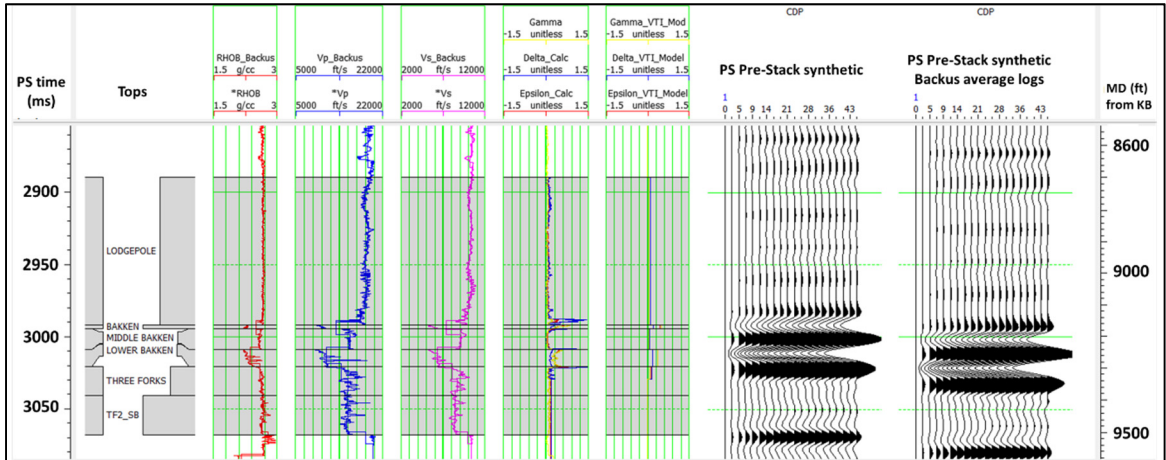 PS time
(ms)
Tops
RHOB_Backus
1.5 g/cc 3
*RHOB
1.5 g/cc 3
Vp_Backus
5000 ft/s 22000
*Vp
5000 ft/s 22000
Vs_Backus
2000 ft/s 12000
*Vs
2000 ft/s 12000
Gamma
-1.5 unitless 1.5
Delta_Calc
-1.5 unitless 1.5
Epsilon_Calc
-1.5 unitless 1.5
Gamma_VTI_Mod
-1.5 unitless 1.5
Delta_VTI_Model
-1.5 unitless 1.5
Epsilon_VTI_Model
-1.5 unitless 1.5
CDP
PS Pre-Stack synthetic
1
0 5 9 14 21 28 36 43
CDP
PS Pre-Stack synthetic
Backus average logs
1
0 5 9 14 21 28 36 43
MD (ft)
from KB
2900
2950
3000
3050
LODGEPOLE
BAKKEN
MIDDLE BAKKEN
LOWER BAKKEN
THREE FORKS
TF2_SB
8600
9000
9500